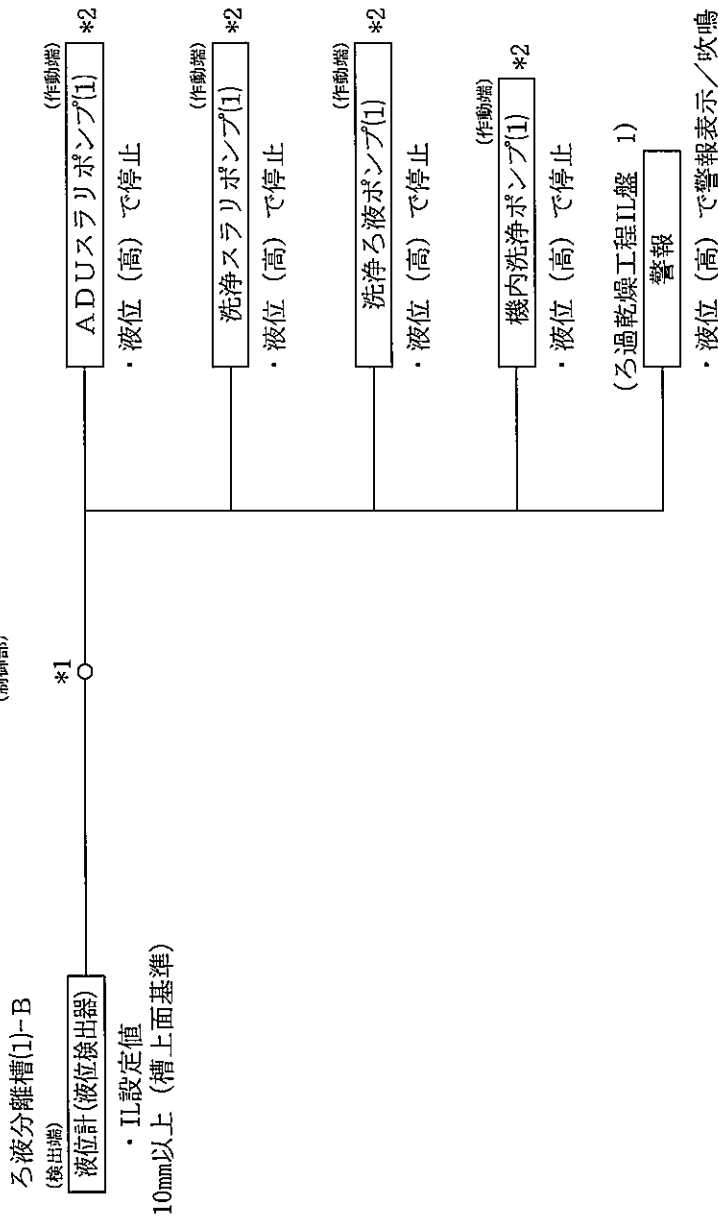 ろ液分離槽(1)-B
(検出端)
液位計(液位検出器)
・IL設定値
10mm以上 (槽上面基準)
(制御部)
*1
(作動端)
ADUスラリポンプ(1) *2
・液位 (高) で停止
(作動端)
洗浄スラリポンプ(1) *2
・液位 (高) で停止
(作動端)
洗浄ろ液ポンプ(1) *2
・液位 (高) で停止
(作動端)
機内洗浄ポンプ(1) *2
・液位 (高) で停止
(ろ過乾燥工程IL盤 1)
警報
・液位 (高) で警報表示/吹鳴